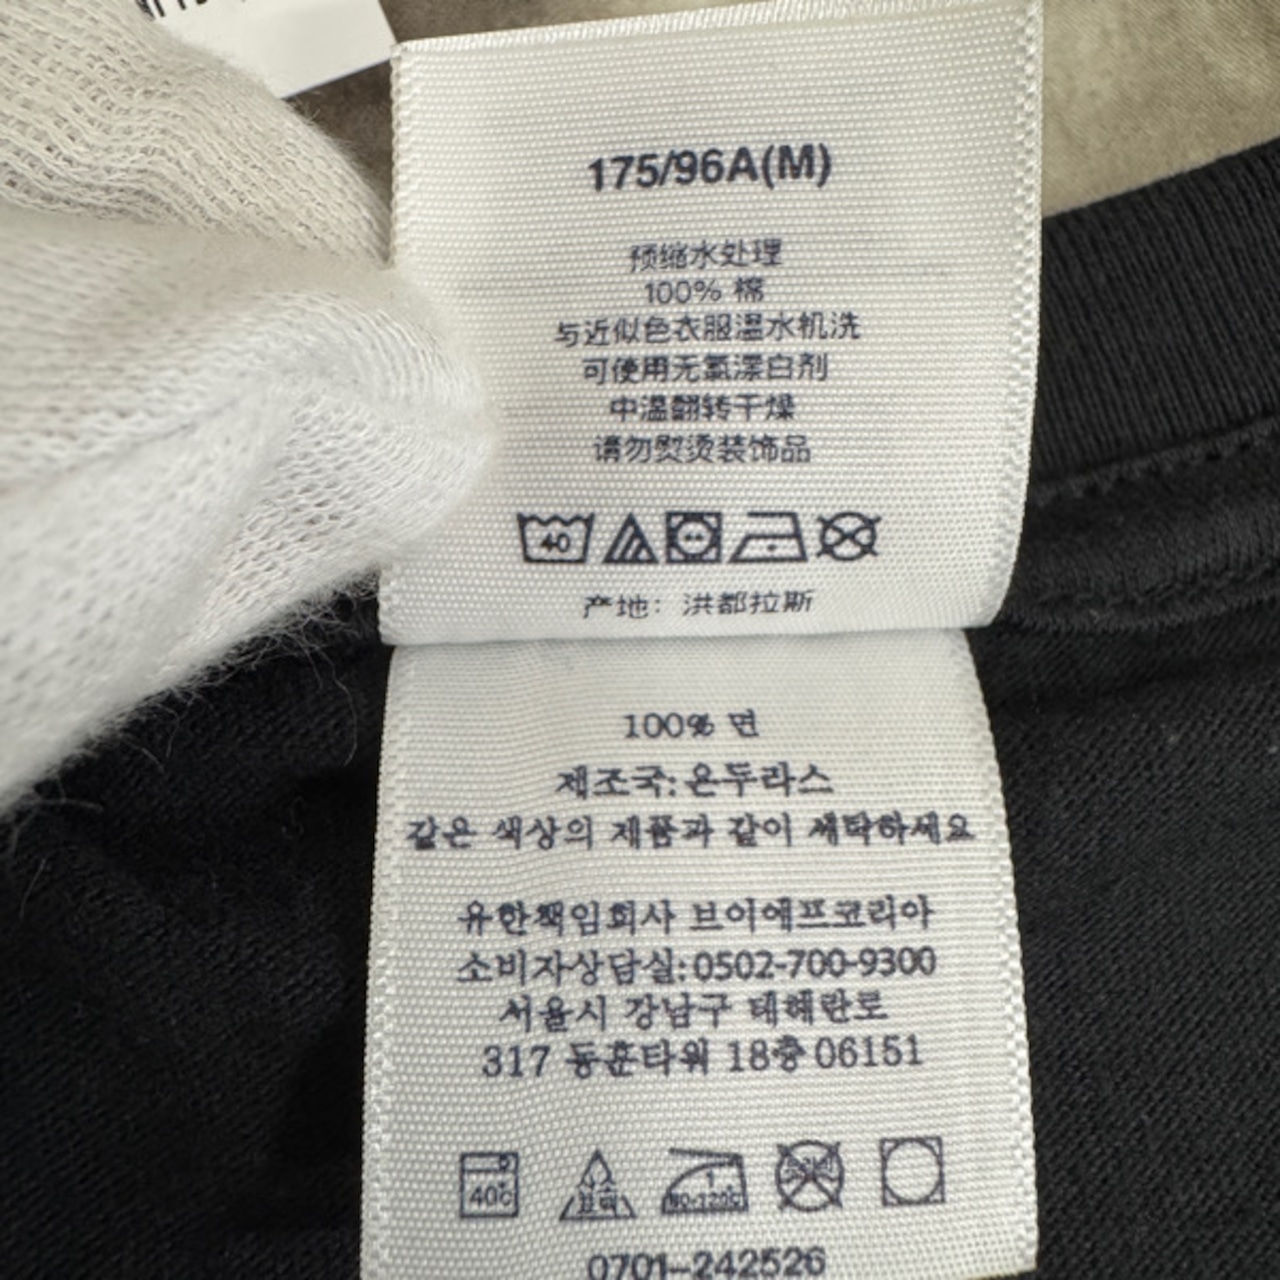 175/96A(M)
预缩水处理
100% 棉
与近似色衣服温水机洗
可使用无氯漂白剂
中温翻转干燥
请勿熨烫装饰品
40
产地：洪都拉斯
100% 면
제조국:온두라스
같은 색상의 제품과 같이 세탁하세요
유한책임회사 브이에프코리아
소비자상담실:0502-700-9300
서울시 강남구 테헤란로
317 동훈타워 18층 06151
40℃ 1 80-120℃
0701-242526